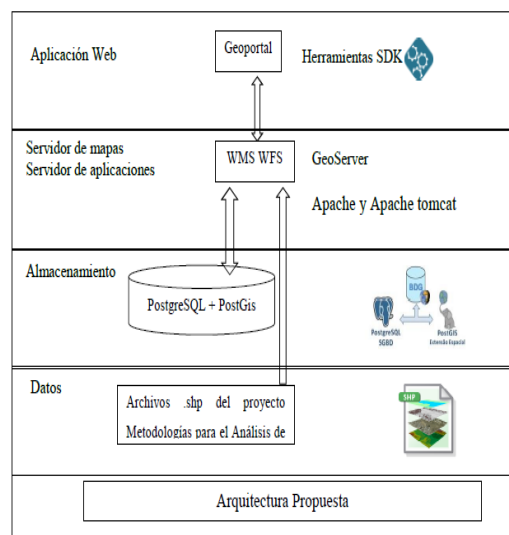 Aplicación Web
Geoportal
Herramientas SDK
Servidor de mapas
Servidor de aplicaciones
WMS WFS
GeoServer
Apache y Apache tomcat
Almacenamiento
PostgreSQL + PostGis
BDG
PostgreSQL
SGBD
PostGIS
Extensão Espacial
Datos
Archivos .shp del proyecto
Metodologías para el Análisis de
SHP
Arquitectura Propuesta